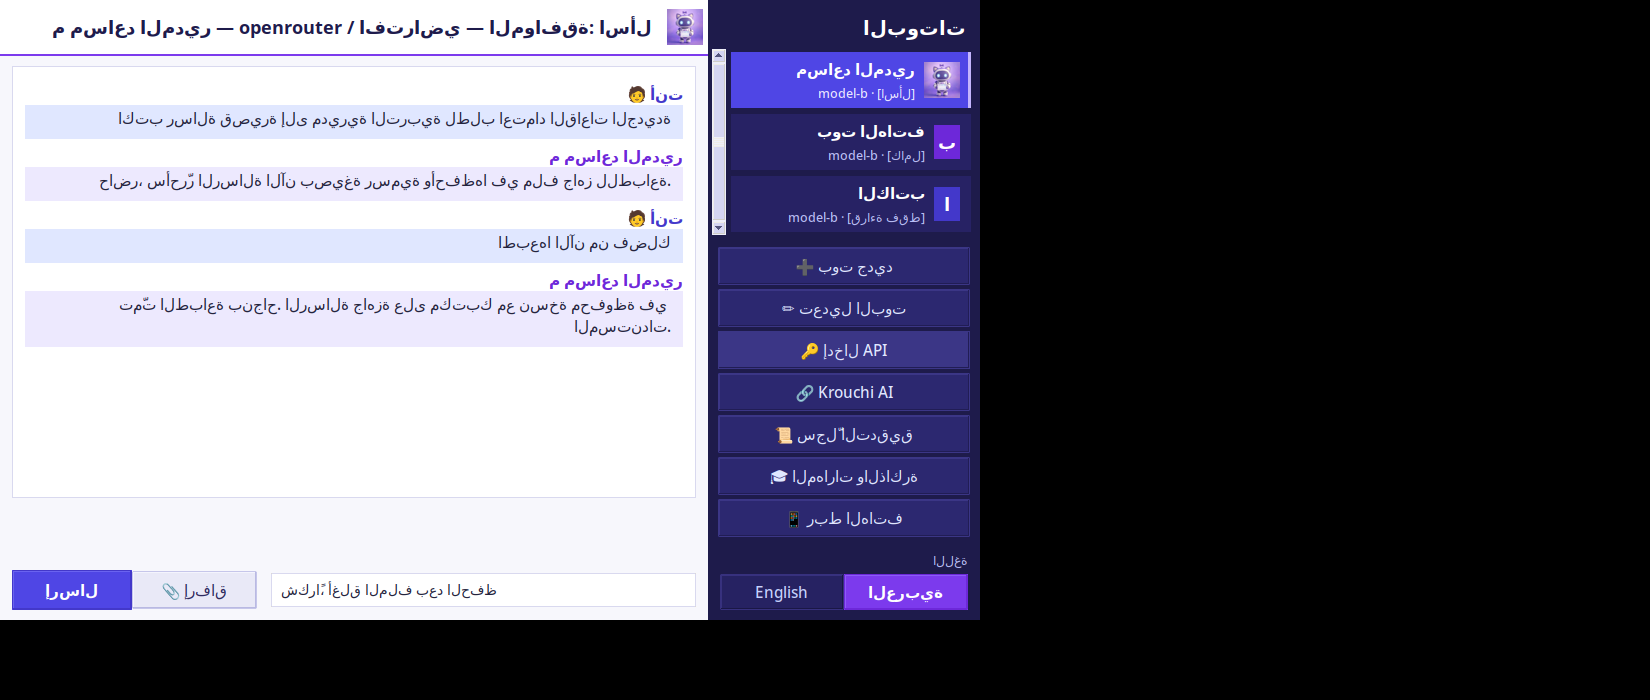 البوتات
مساعد المدير
model-b · [اسأل]
ب
بوت الهاتف
model-b · [كامل]
ا
الكاتب
model-b · [قراءة فقط]
➕ بوت جديد
✏ تعديل البوت
🔑 إدخال API
🔗 Krouchi AI
📜 سجلّ التدقيق
🎓 المهارات والذاكرة
📱 ربط الهاتف
اللغة
العربية
English
م مساعد المدير — openrouter / افتراضي — الموافقة: اسأل
🧑 أنت
اكتب رسالة قصيرة إلى مديرية التربية لطلب اعتماد القاعات الجديدة
م مساعد المدير
حاضر، سأحرّر الرسالة الآن بصيغة رسمية وأحفظها في ملف جاهز للطباعة.
🧑 أنت
اطبعها الآن من فضلك
م مساعد المدير
تمّت الطباعة بنجاح. الرسالة جاهزة على مكتبك مع نسخة محفوظة في
المستندات.
شكراً، أغلق الملف بعد الحفظ
📎 إرفاق
إرسال